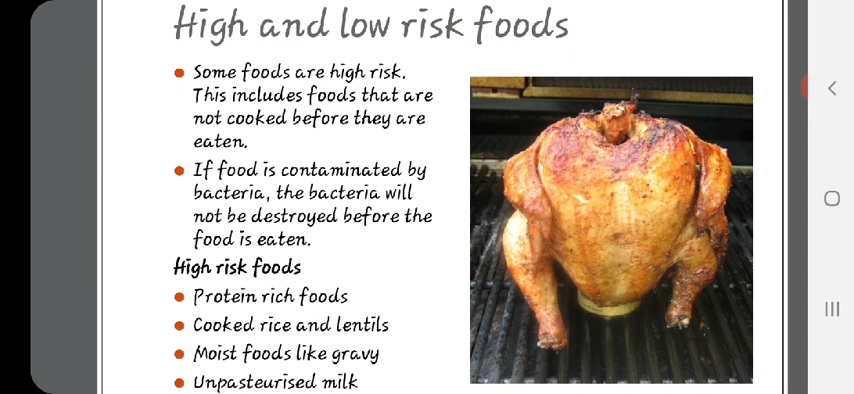 High and low risk foods
Some foods are high risk.
This includes foods that are
not cooked before they are
eaten.
If food is contaminated by
bacteria, the bacteria will
not be destroyed before the
food is eaten.
High risk foods
Protein rich foods
Cooked rice and lentils
Moist foods like gravy
Unpasteurised milk